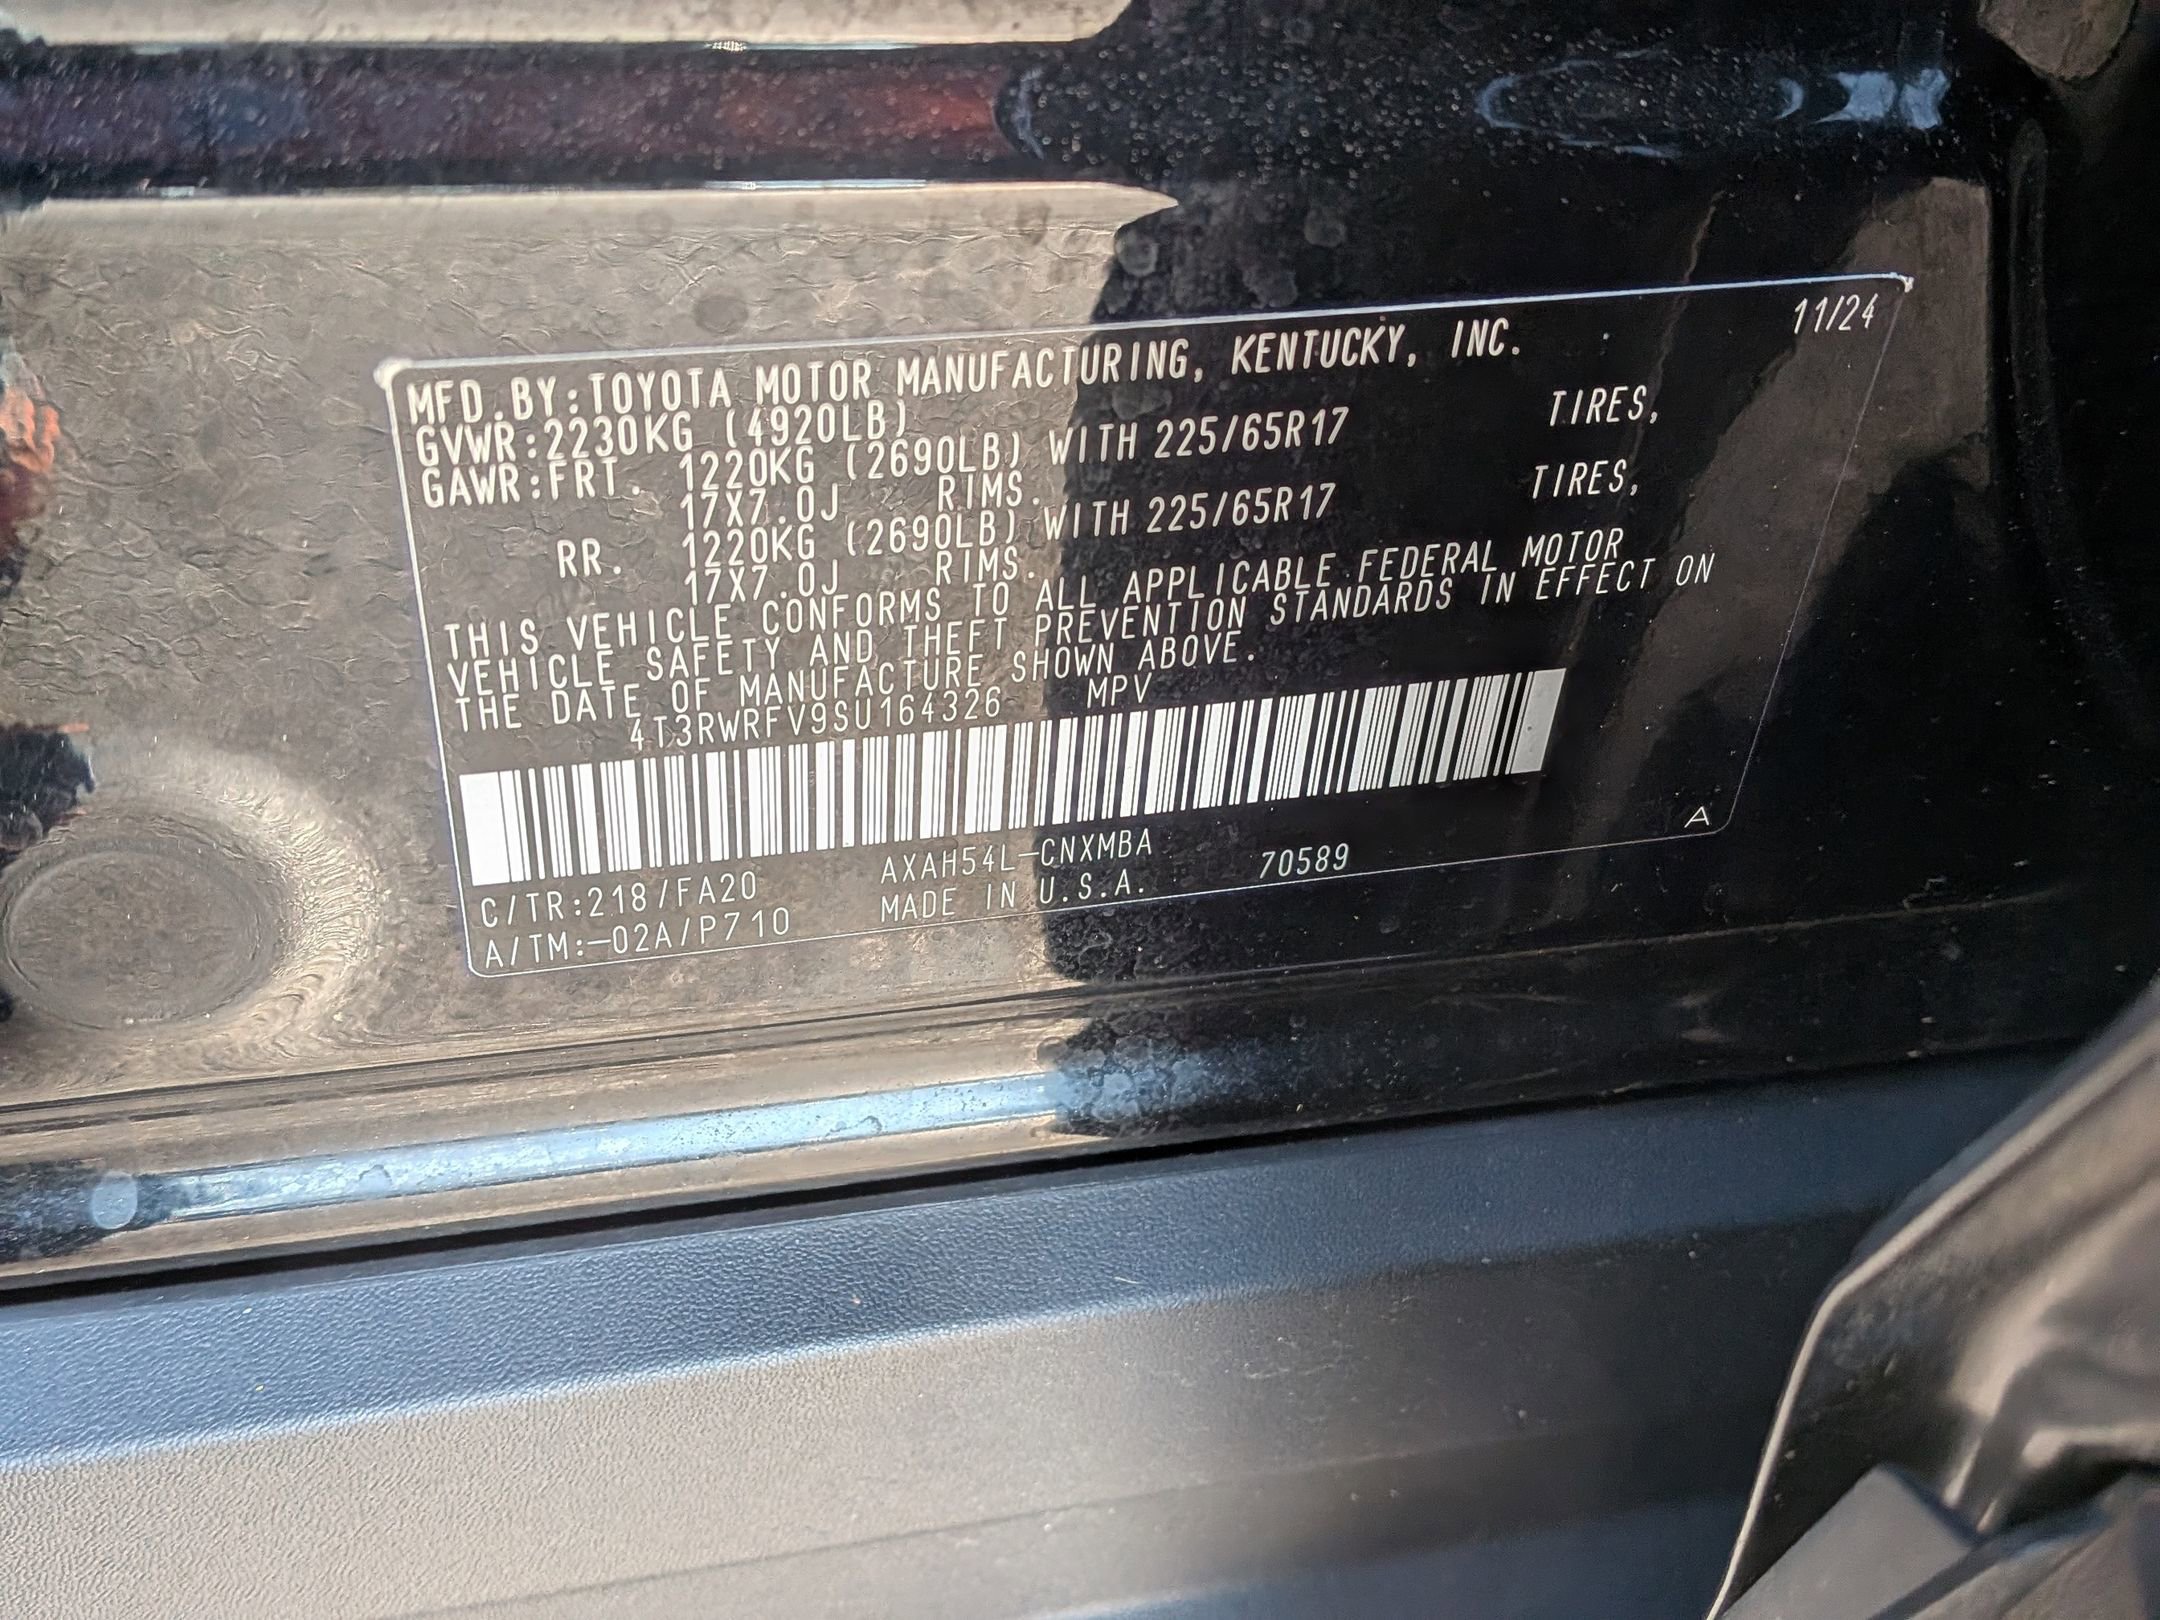 11/24
MFD.BY:TOYOTA MOTOR MANUFACTURING, KENTUCKY, INC.
GVWR:2230KG (4920LB)
GAWR:FRT. 1220KG (2690LB) WITH 225/65R17 TIRES,
17X7.0J RIMS.
RR. 1220KG (2690LB) WITH 225/65R17 TIRES,
17X7.0J RIMS.
THIS VEHICLE CONFORMS TO ALL APPLICABLE FEDERAL MOTOR
VEHICLE SAFETY AND THEFT PREVENTION STANDARDS IN EFFECT ON
THE DATE OF MANUFACTURE SHOWN ABOVE.
4T3RWRFV9SU164326 MPV
A
C/TR:218/FA20 AXAH54L-CNXMBA 70589
A/TM:-02A/P710 MADE IN U.S.A.